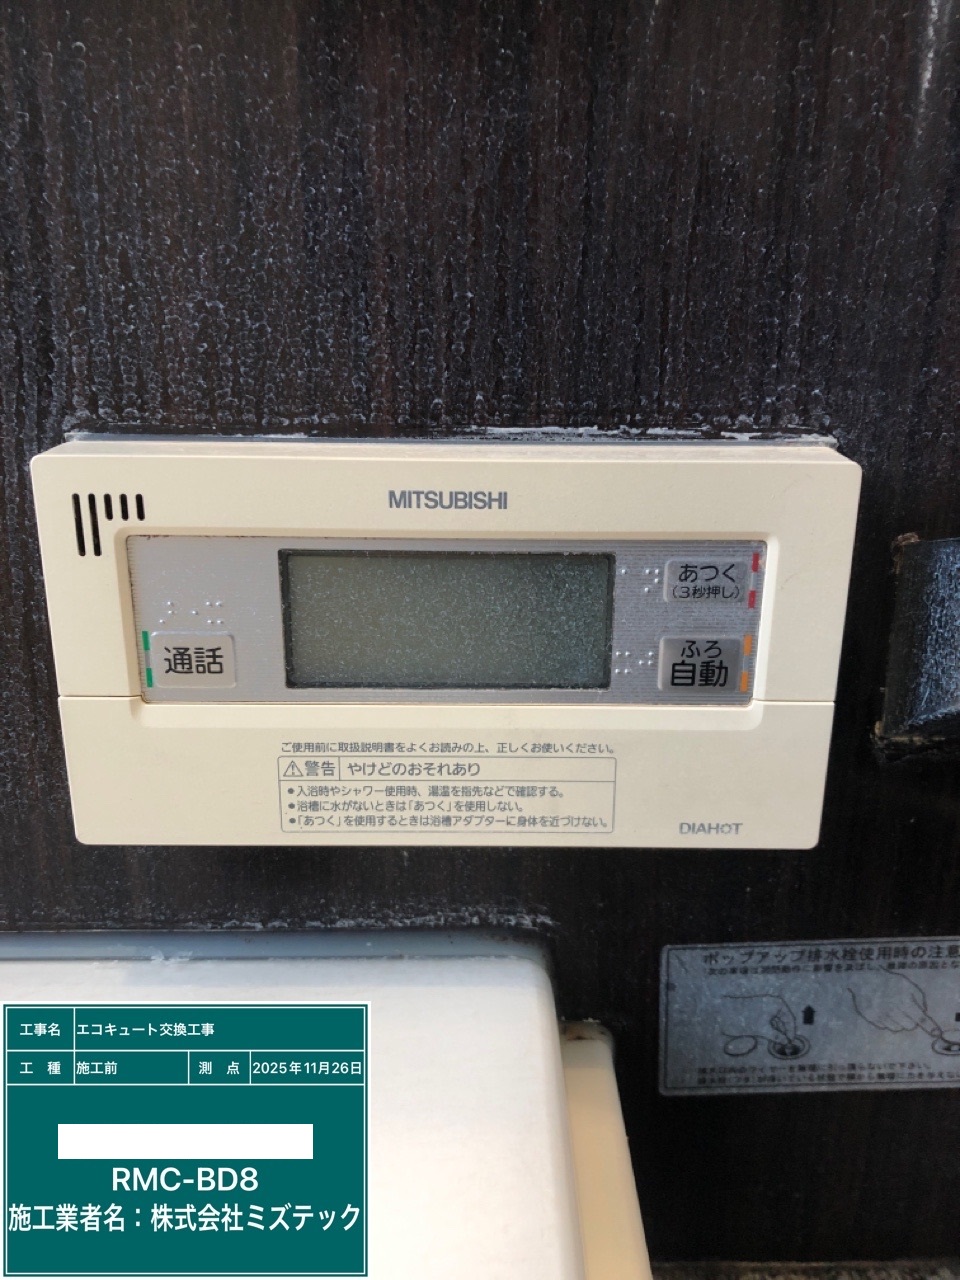 MITSUBISHI
あつく
(3秒押し)
通話
ふろ
自動
ご使用前に取扱説明書をよくお読みの上、正しくお使いください。
警告 やけどのおそれあり
●入浴時やシャワー使用時、湯温を指先などで確認する。
●浴槽に水がないときは「あつく」を使用しない。
●「あつく」を使用するときは浴槽アダプターに身体を近づけない。
DIAHOT
ポップアップ排水栓使用時の注意
工事名 エコキュート交換工事
工種 施工前 測点 2025年11月26日
RMC-BD8
施工業者名：株式会社ミズテック